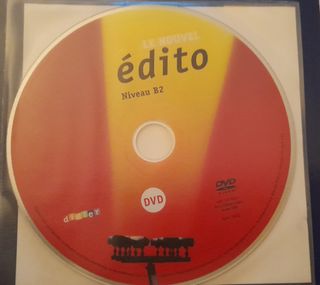 LE NOUVEL
édito
Niveau B2
DVD
didier
DVD